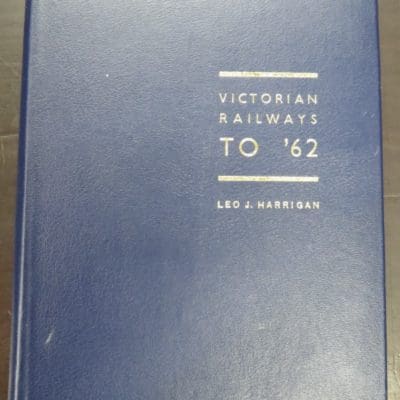 VICTORIAN
RAILWAYS
TO '62
LEO J. HARRIGAN